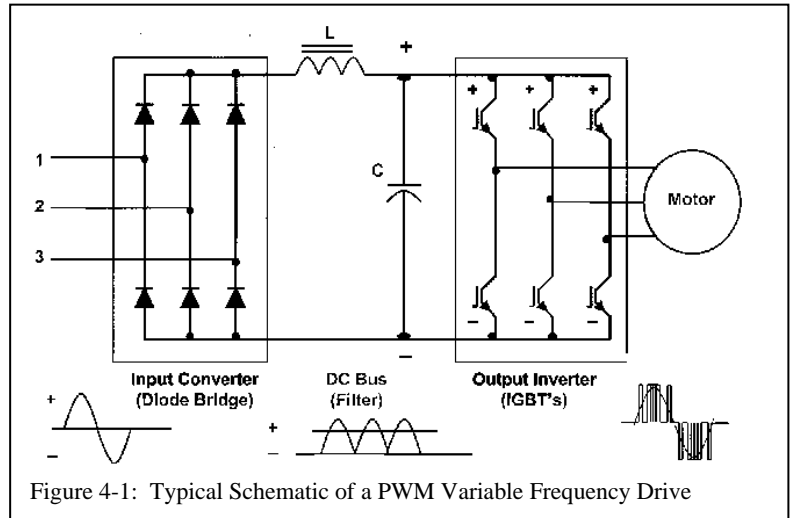 L
+
+ + +
1
C
Motor
2
3
– – –
–
Input Converter
(Diode Bridge)
DC Bus
(Filter)
Output Inverter
(IGBT's)
+
–
+
–
Figure 4-1: Typical Schematic of a PWM Variable Frequency Drive